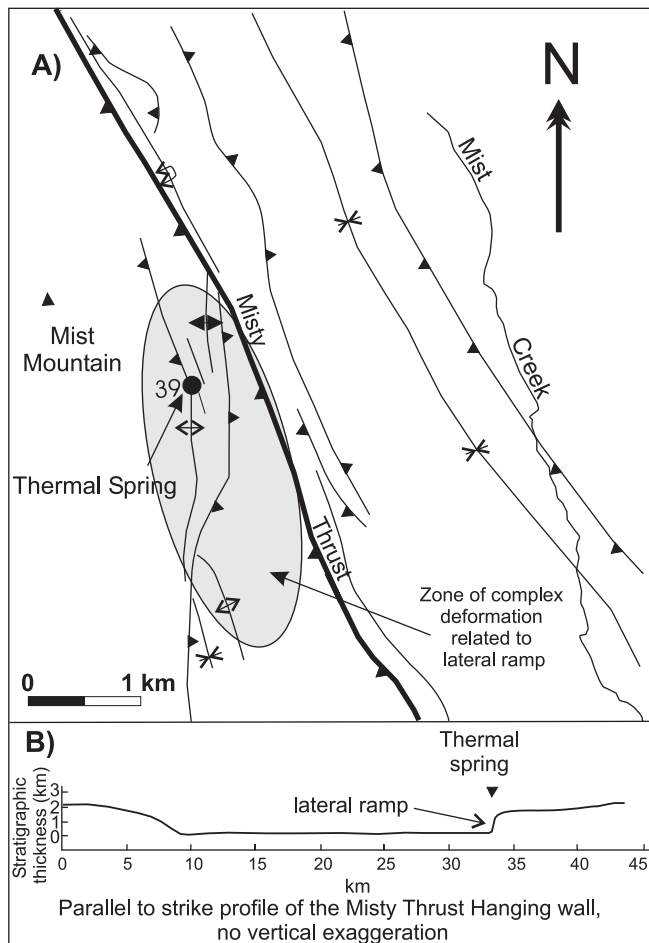 A)
N
Mist
Creek
Misty
Thrust
Mist
Mountain
39
Thermal Spring
Zone of complex
deformation
related to
lateral ramp
0 1 km
B)
Thermal
spring
lateral ramp
Stratigraphic
thickness (km)
3
2
1
0
0 5 10 15 20 25 30 35 40 45
km
Parallel to strike profile of the Misty Thrust Hanging wall,
no vertical exaggeration